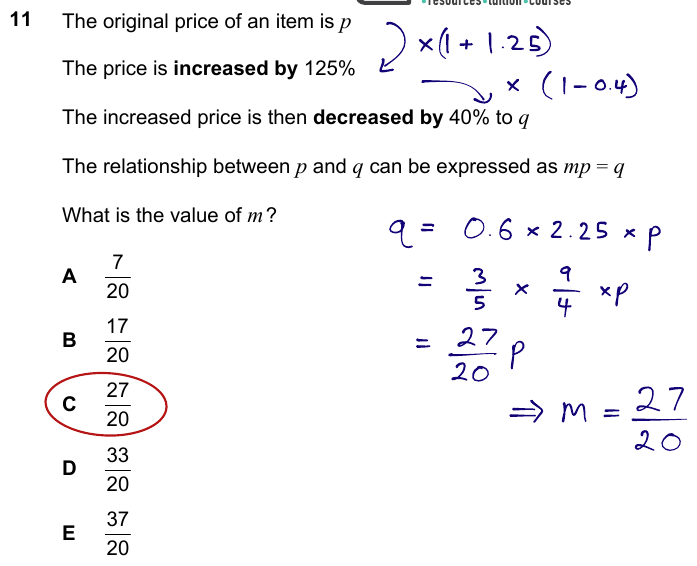 •resources•tuition•courses
11 The original price of an item is p
×(1 + 1.25)
The price is increased by 125%
× (1 - 0.4)
The increased price is then decreased by 40% to q
The relationship between p and q can be expressed as mp = q
What is the value of m?
q = 0.6 × 2.25 × p
A 7/20
= 3/5 × 9/4 × p
B 17/20
= 27/20 p
C 27/20
⇒ m = 27/20
D 33/20
E 37/20